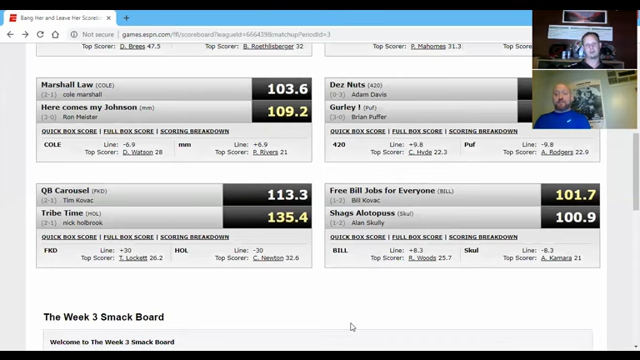 Bang Her and Leave Her Scorebo
games.espn.com/ffl/scoreboard?leagueId=6664398matchupPeriodId=3
Top Scorer: D. Brees 47.5
Top Scorer: B. Roethlisberger 32
Top Scorer: P. Mahomes 31.3
Marshall Law (COLE)
(2-1) cole marshall
103.6
Here comes my Johnson (mm)
(3-0) Ron Meister
109.2
QUICK BOX SCORE | FULL BOX SCORE | SCORING BREAKDOWN
COLE Line: -6.9
Top Scorer: D. Watson 28
mm Line: +6.9
Top Scorer: P. Rivers 21
Dez Nuts (420)
(0-3) Adam Davis
Gurley ! (Puf)
(3-0) Brian Puffer
QUICK BOX SCORE | FULL BOX SCORE | SCORING BREAKDOWN
420 Line: +9.8
Top Scorer: C. Hyde 22.3
Puf Line: +9.8
Top Scorer: A. Rodgers 22.9
QB Carousel (FKD)
(2-1) Tim Kovac
113.3
Tribe Time (HOL)
(2-1) nick holbrook
135.4
QUICK BOX SCORE | FULL BOX SCORE | SCORING BREAKDOWN
FKD Line: +30
Top Scorer: T. Lockett 26.2
HOL Line: -30
Top Scorer: C. Newton 32.6
Free Bill Jobs for Everyone (BILL)
(1-2) Bill Kovac
101.7
Shags Alotopuss (Skul)
(1-2) Alan Skully
100.9
QUICK BOX SCORE | FULL BOX SCORE | SCORING BREAKDOWN
BILL Line: +8.3
Top Scorer: R. Woods 25.7
Skul Line: -8.3
Top Scorer: A. Kamara 21
The Week 3 Smack Board
Welcome to The Week 3 Smack Board